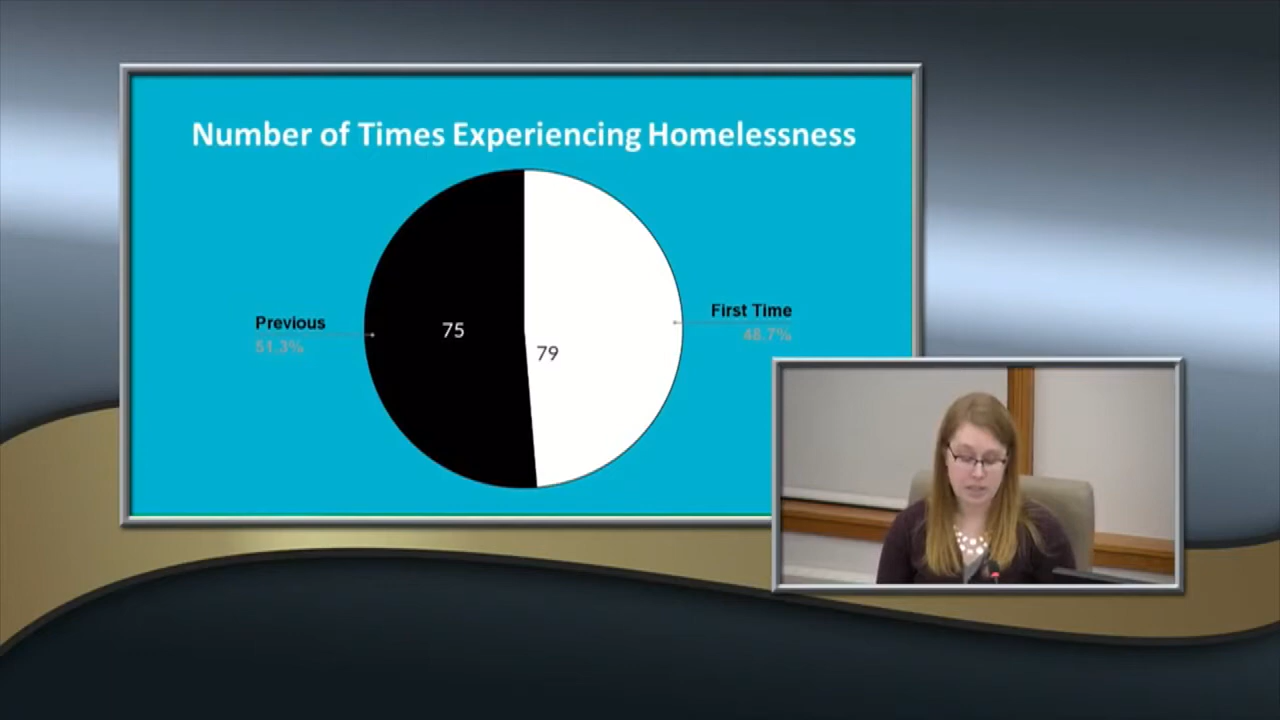 Number of Times Experiencing Homelessness
Previous
51.3%
75
79
First Time
48.7%